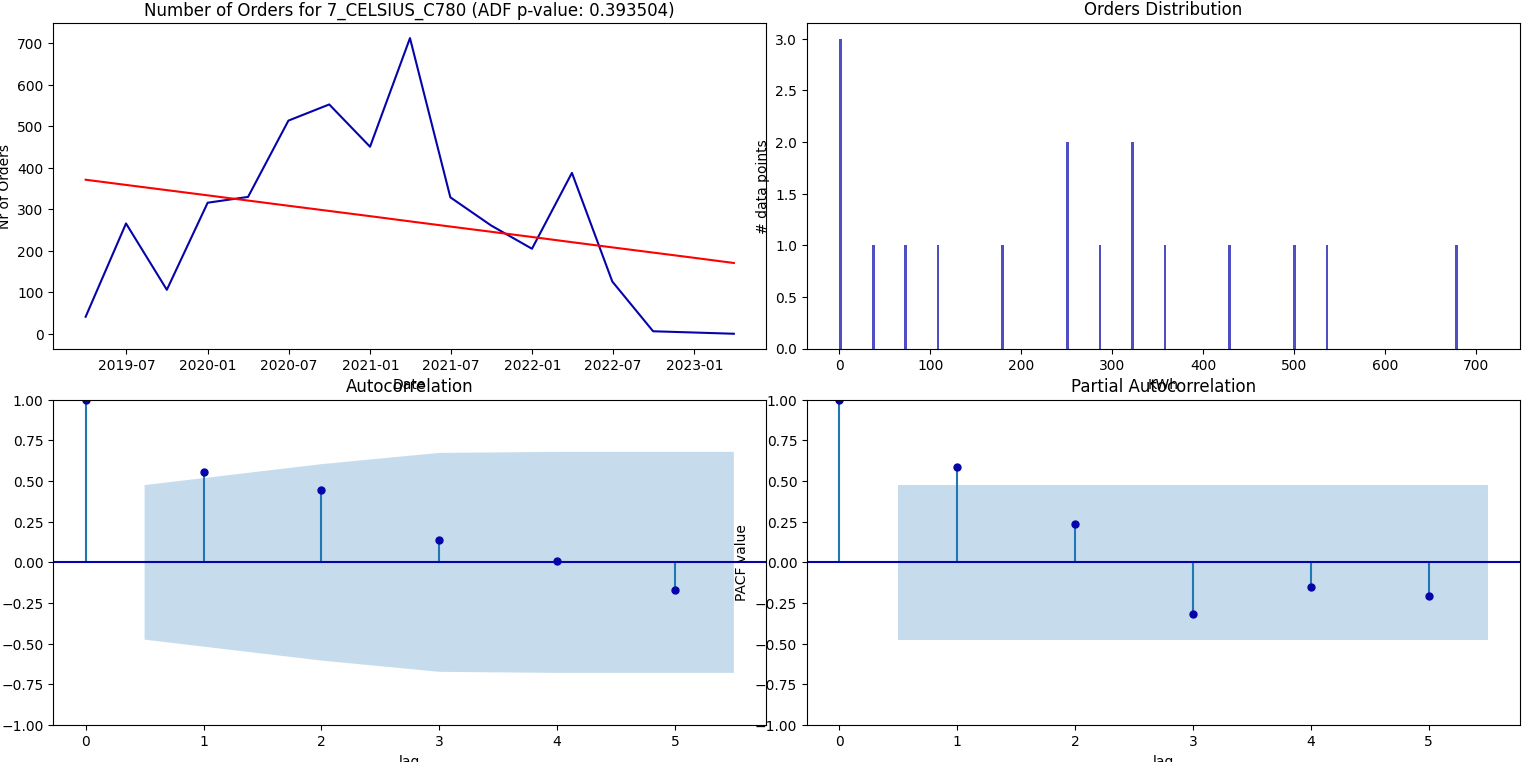 Number of Orders for 7_CELSIUS_C780 (ADF p-value: 0.393504)
Nr of Orders
700
600
500
400
300
200
100
0
2019-07 2020-01 2020-07 2021-01 2021-07 2022-01 2022-07 2023-01
Date
Orders Distribution
# data points
3.0
2.5
2.0
1.5
1.0
0.5
0.0
0 100 200 300 400 500 600 700
KWh
Autocorrelation
1.00
0.75
0.50
0.25
0.00
−0.25
−0.50
−0.75
−1.00
0 1 2 3 4 5
lag
Partial Autocorrelation
PACF value
1.00
0.75
0.50
0.25
0.00
−0.25
−0.50
−0.75
−1.00
0 1 2 3 4 5
lag